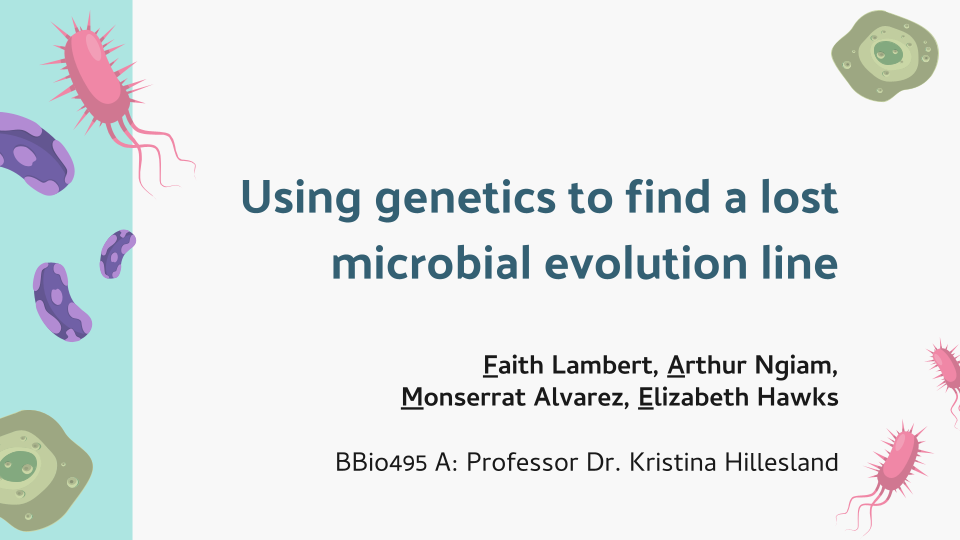 Using genetics to find a lost
microbial evolution line
Faith Lambert, Arthur Ngiam,
Monserrat Alvarez, Elizabeth Hawks
BBio495 A: Professor Dr. Kristina Hillesland